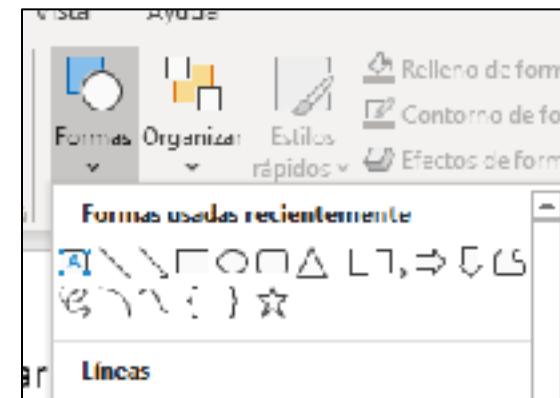 Vista Ayuda
Relleno de form
Contorno de fo
Formas Organizar Estilos
rápidos Efectos de form
Formas usadas recientemente
A
ar
Líneas